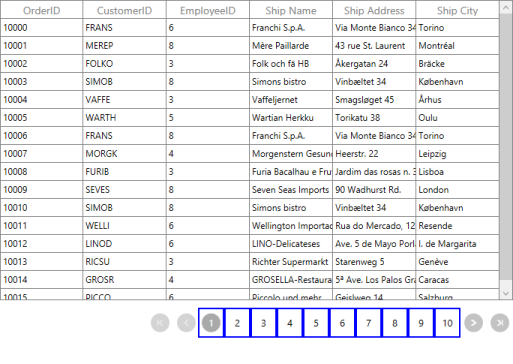 OrderID CustomerID EmployeeID Ship Name Ship Address Ship City
10000 FRANS 6 Franchi S.p.A. Via Monte Bianco 34 Torino
10001 MEREP 8 Mère Paillarde 43 rue St. Laurent Montréal
10002 FOLKO 3 Folk och fä HB Åkergatan 24 Bräcke
10003 SIMOB 8 Simons bistro Vinbæltet 34 København
10004 VAFFE 3 Vaffeljernet Smagsløget 45 Århus
10005 WARTH 5 Wartian Herkku Torikatu 38 Oulu
10006 FRANS 8 Franchi S.p.A. Via Monte Bianco 34 Torino
10007 MORGK 4 Morgenstern Gesun Heerstr. 22 Leipzig
10008 FURIB 3 Furia Bacalhau e Fru Jardim das rosas n. 3 Lisboa
10009 SEVES 8 Seven Seas Imports 90 Wadhurst Rd. London
10010 SIMOB 8 Simons bistro Vinbæltet 34 København
10011 WELLI 6 Wellington Importad Rua do Mercado, 12 Resende
10012 LINOD 6 LINO-Delicateses Ave. 5 de Mayo Porl I. de Margarita
10013 RICSU 3 Richter Supermarkt Starenweg 5 Genève
10014 GROSR 4 GROSELLA-Restaura 5ª Ave. Los Palos Gra Caracas
10015 PICCO 6 Piccolo und mehr Geislweg 14 Salzburg
1 2 3 4 5 6 7 8 9 10